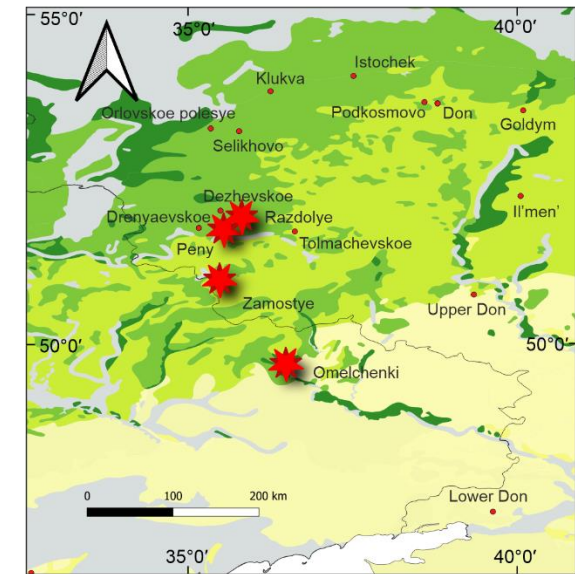 55°0'
35°0'
40°0'
Istochek
Klukva
Orlovskoe polesye
Podkosmovo
Don
Goldym
Selikhovo
Dezhevskoe
Il'men'
Drenyaevskoe
Razdolye
Peny
Tolmachevskoe
Zamostye
Upper Don
50°0'
50°0'
Omelchenki
0
100
200 km
Lower Don
35°0'
40°0'